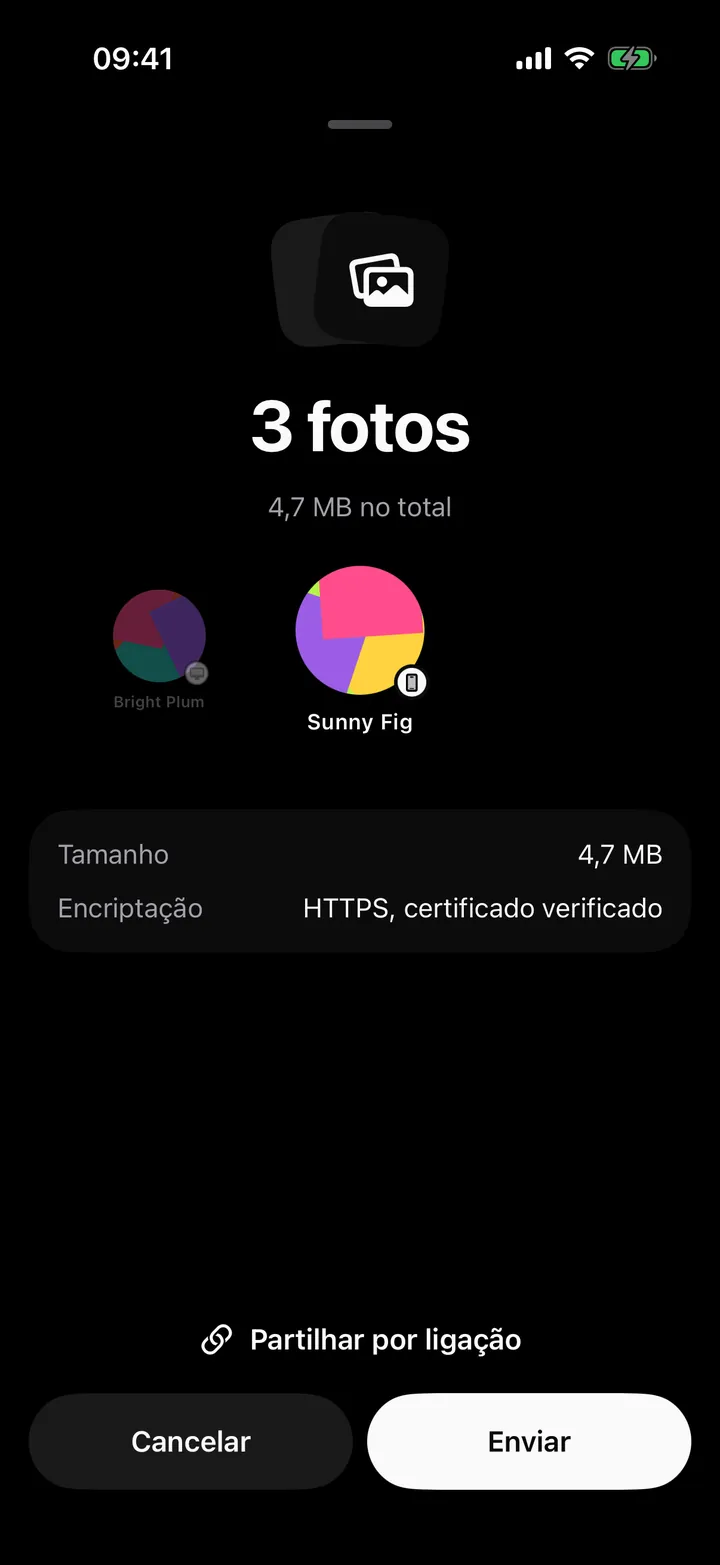 09:41
3 fotos
4,7 MB no total
Bright Plum
Sunny Fig
Tamanho 4,7 MB
Encriptação HTTPS, certificado verificado
Partilhar por ligação
Cancelar Enviar